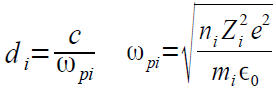 d_i = c / ω_pi    ω_pi = √(n_i Z_i^2 e^2 / (m_i ϵ_0))